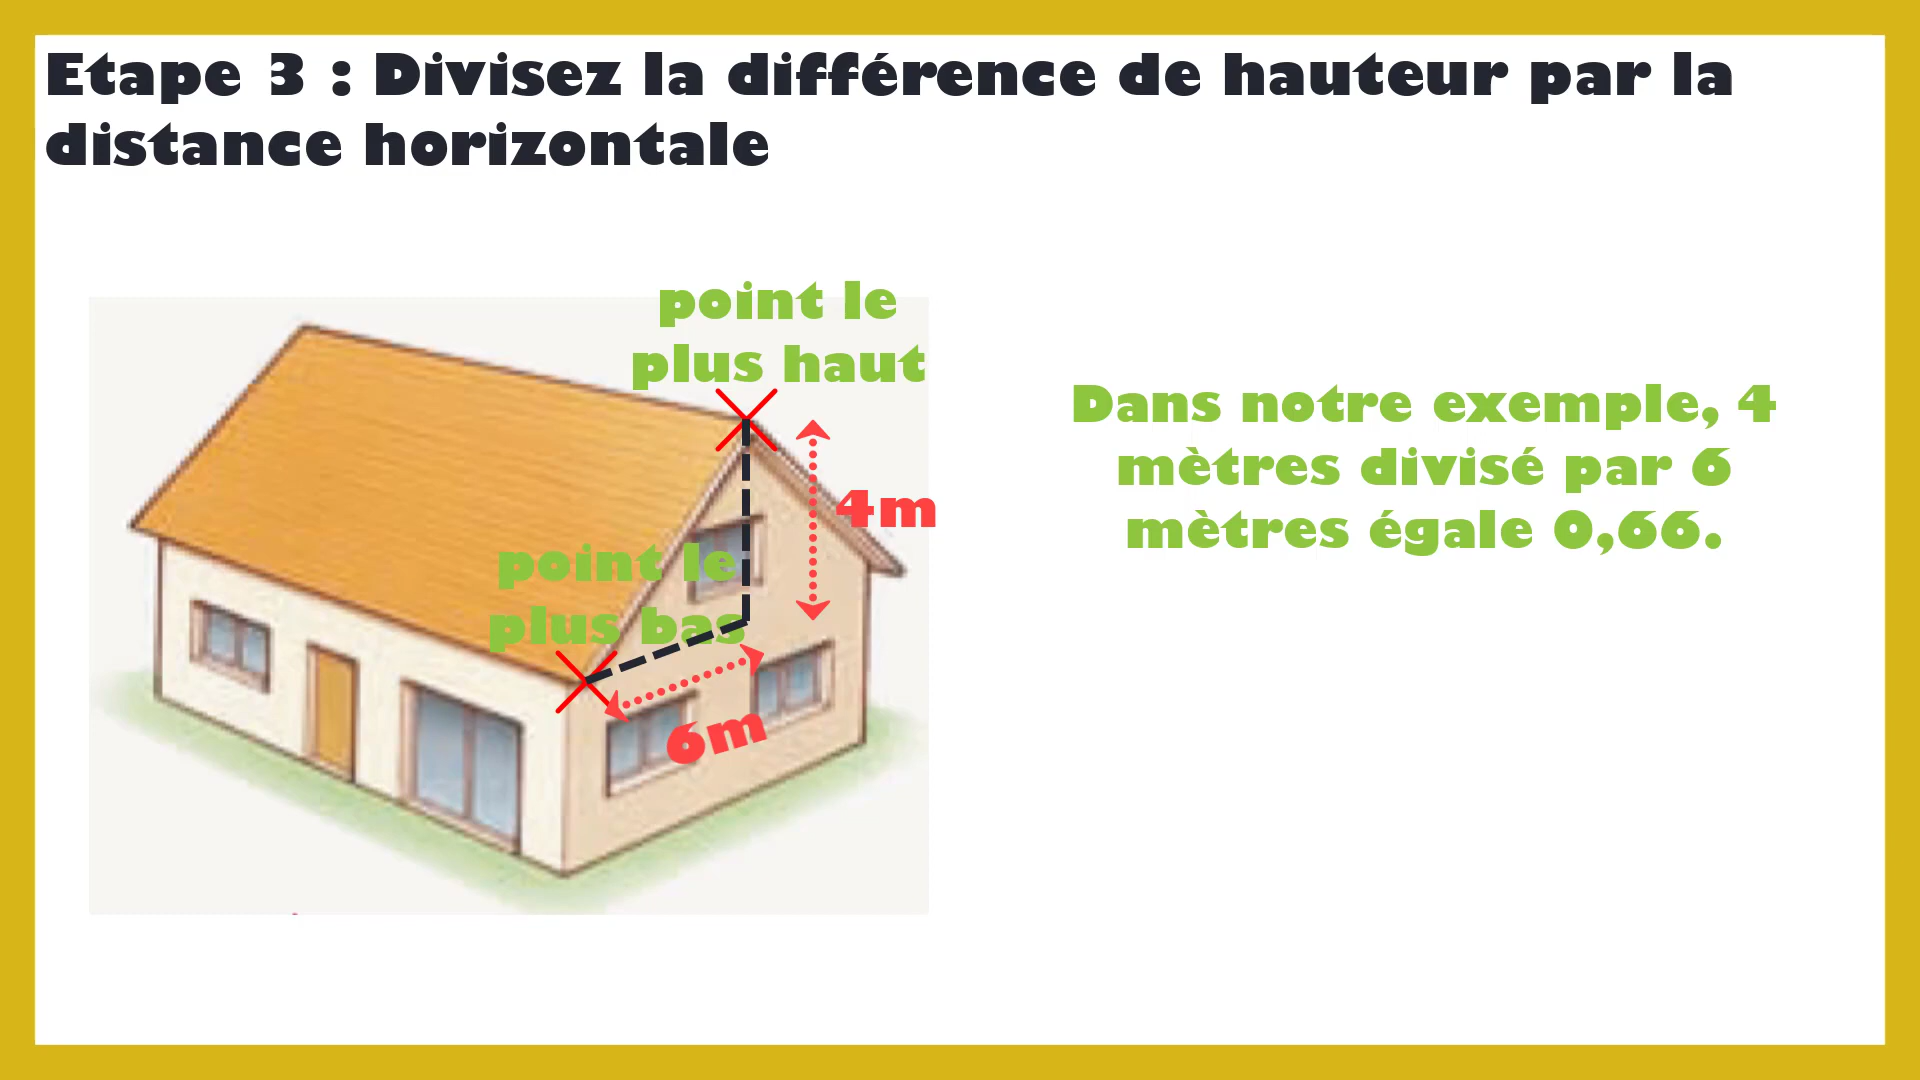 Etape 3 : Divisez la différence de hauteur par la
distance horizontale
point le
plus haut
4m
point le
plus bas
6m
Dans notre exemple, 4
mètres divisé par 6
mètres égale 0,66.